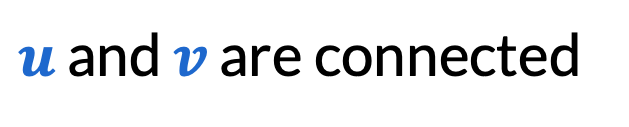 u and v are connected